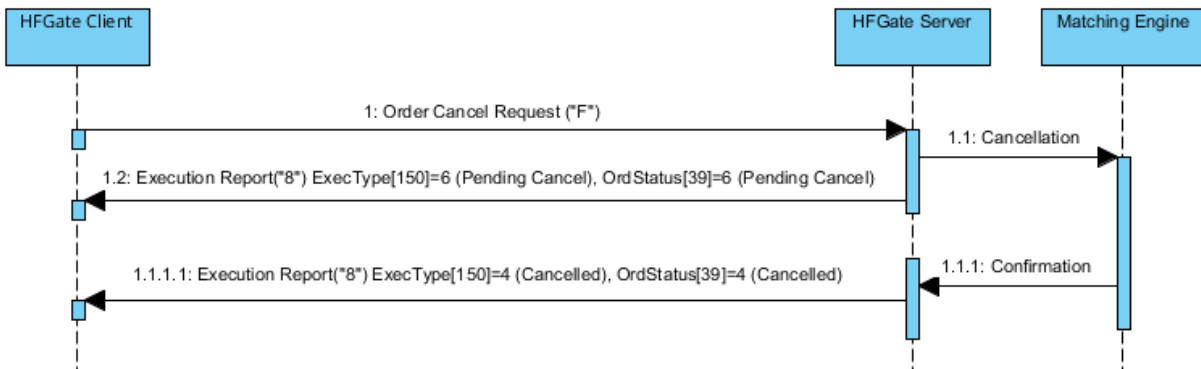 HFGate Client
HFGate Server
Matching Engine
1: Order Cancel Request ("F")
1.1: Cancellation
1.2: Execution Report("8") ExecType[150]=6 (Pending Cancel), OrdStatus[39]=6 (Pending Cancel)
1.1.1: Confirmation
1.1.1.1: Execution Report("8") ExecType[150]=4 (Cancelled), OrdStatus[39]=4 (Cancelled)